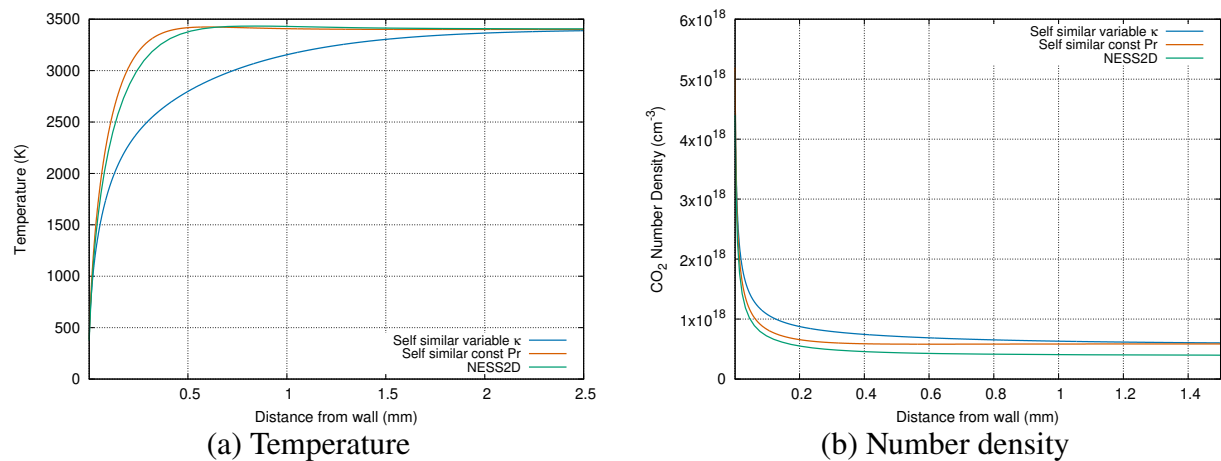 3500
3000
2500
2000
1500
1000
500
0
Temperature (K)
Self similar variable κ
Self similar const Pr
NESS2D
0.5
1
1.5
2
2.5
Distance from wall (mm)
(a) Temperature
6x10^18
5x10^18
4x10^18
3x10^18
2x10^18
1x10^18
0
CO₂ Number Density (cm⁻³)
Self similar variable κ
Self similar const Pr
NESS2D
0.2
0.4
0.6
0.8
1
1.2
1.4
Distance from wall (mm)
(b) Number density